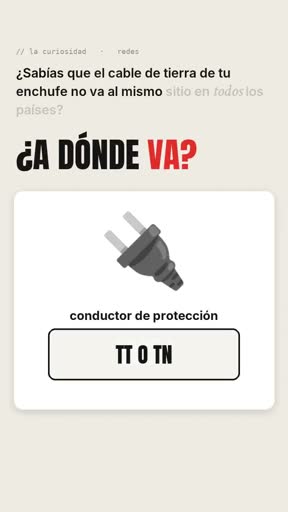 // la curiosidad · redes
¿Sabías que el cable de tierra de tu
enchufe no va al mismo sitio en todos los
países?
¿A DÓNDE VA?
conductor de protección
TT O TN